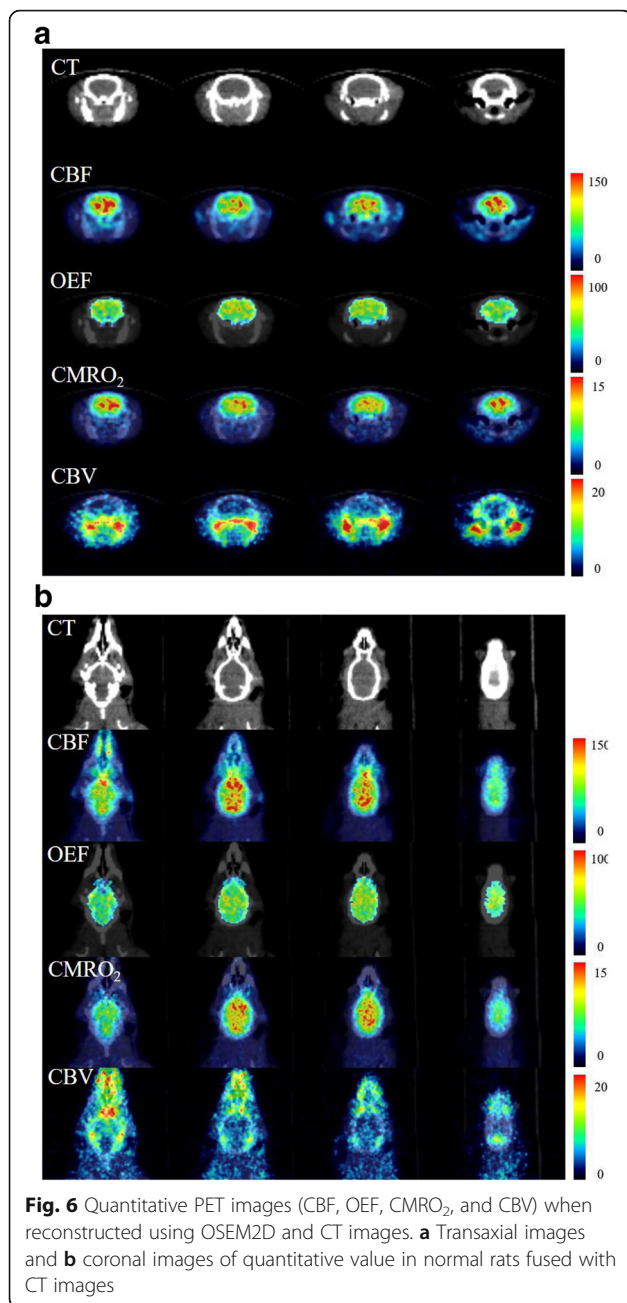 a
CT
CBF
150
0
OEF
100
0
CMRO₂
15
0
CBV
20
0
b
CT
CBF
150
0
OEF
100
0
CMRO₂
15
0
CBV
20
0
Fig. 6 Quantitative PET images (CBF, OEF, CMRO₂, and CBV) when
reconstructed using OSEM2D and CT images. a Transaxial images
and b coronal images of quantitative value in normal rats fused with
CT images